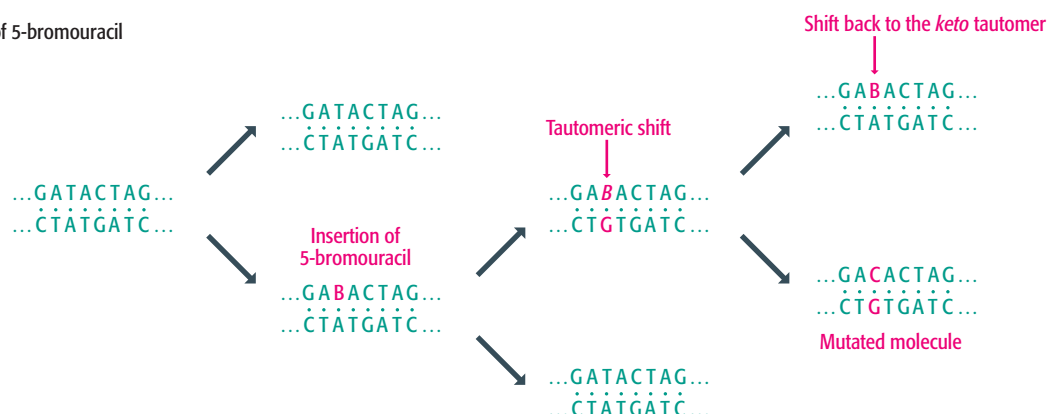 of 5-bromouracil
Shift back to the keto tautomer
...GABACTAG...
...CTATGATC...
...GATACTAG...
...CTATGATC...
Tautomeric shift
...GATACTAG...
...CTATGATC...
...GABACTAG...
...CTGTGATC...
Insertion of
5-bromouracil
...GABACTAG...
...CTATGATC...
...GACACTAG...
...CTGTGATC...
Mutated molecule
...GATACTAG...
...CTATGATC...